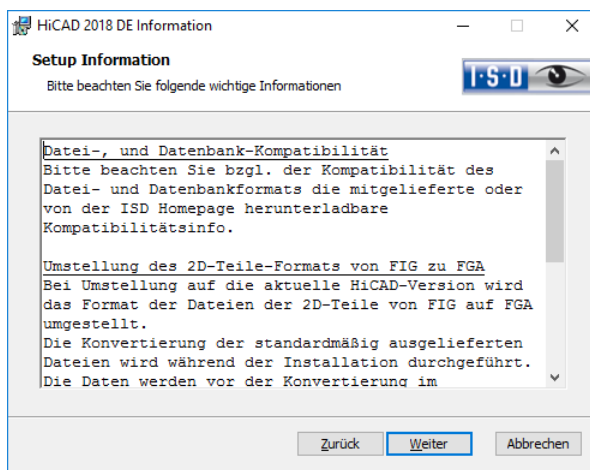 HiCAD 2018 DE Information
Setup Information
Bitte beachten Sie folgende wichtige Informationen
I·S·D
Datei-, und Datenbank-Kompatibilität
Bitte beachten Sie bzgl. der Kompatibilität des
Datei- und Datenbankformats die mitgelieferte oder
von der ISD Homepage herunterladbare
Kompatibilitätsinfo.
Umstellung des 2D-Teile-Formats von FIG zu FGA
Bei Umstellung auf die aktuelle HiCAD-Version wird
das Format der Dateien der 2D-Teile von FIG auf FGA
umgestellt.
Die Konvertierung der standardmäßig ausgelieferten
Dateien wird während der Installation durchgeführt.
Die Daten werden vor der Konvertierung im
Zurück Weiter Abbrechen